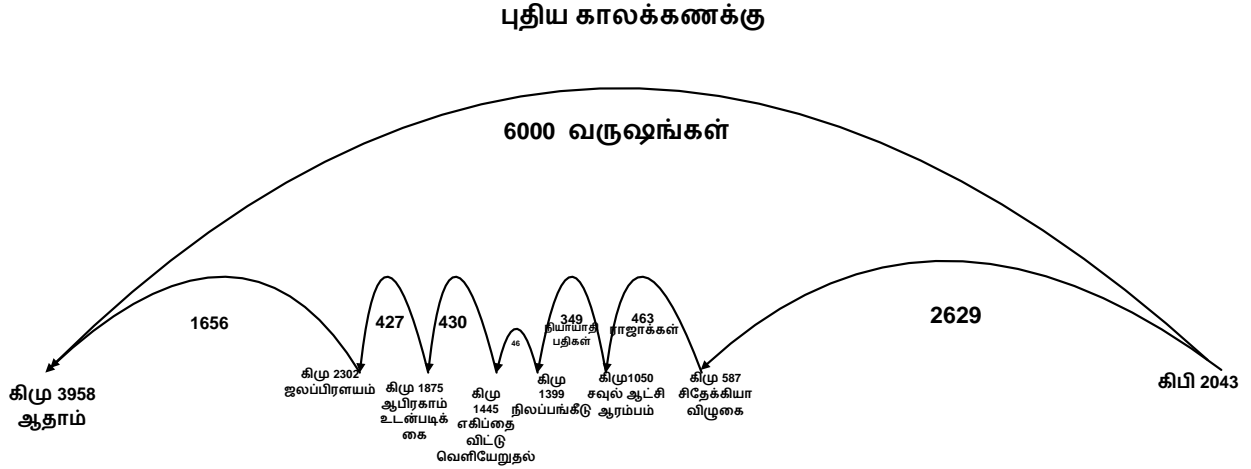 புதிய காலக்கணக்கு
6000 வருஷங்கள்
1656
427
430
46
349
நியாயாதி
பதிகள்
463
ராஜாக்கள்
2629
கிமு 3958
ஆதாம்
கிமு 2302
ஜலப்பிரளயம்
கிமு 1875
ஆபிரகாம்
உடன்படிக்
கை
கிமு
1445
எகிப்தை
விட்டு
வெளியேறுதல்
கிமு
1399
நிலப்பங்கீடு
கிமு1050
சவுல் ஆட்சி
ஆரம்பம்
கிமு 587
சிதேக்கியா
விழுகை
கிபி 2043